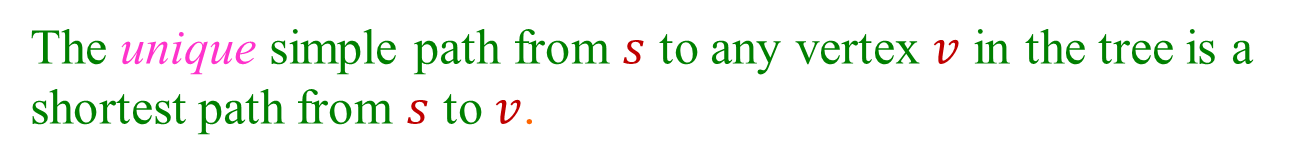 The unique simple path from s to any vertex v in the tree is a
shortest path from s to v.